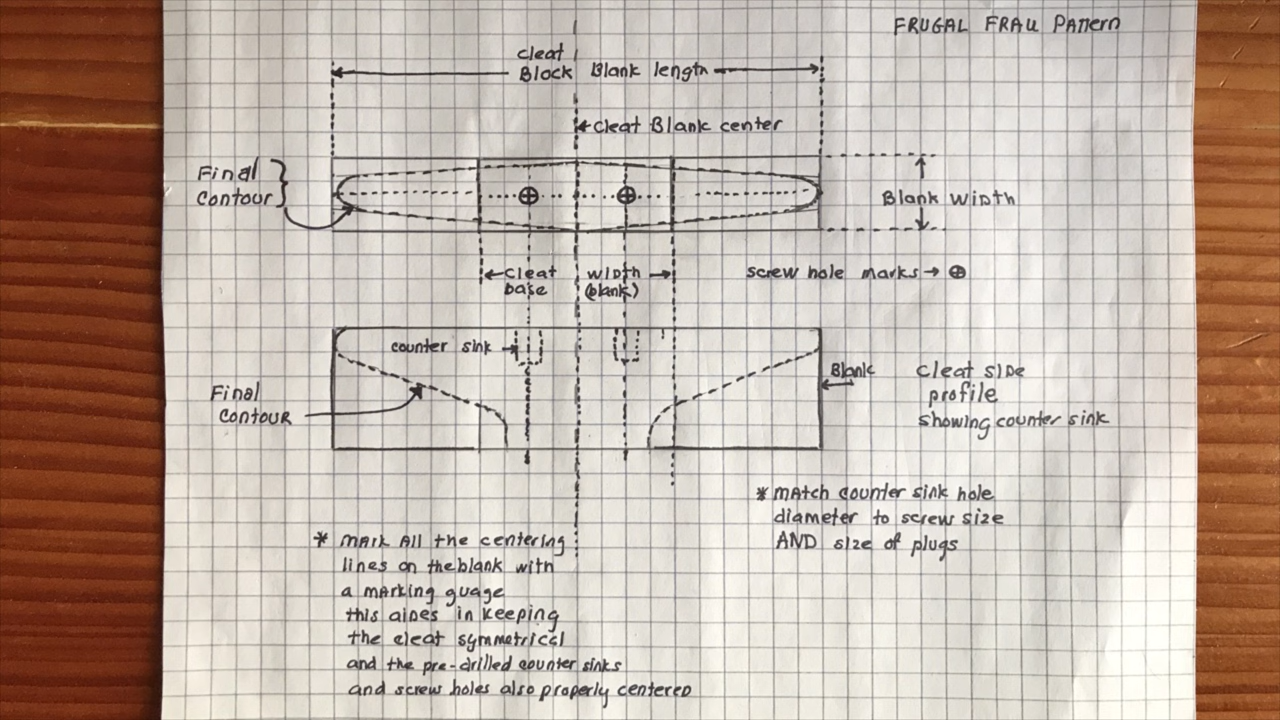 FRUGAL FRAU PAttern
cleat
Block Blank length
Cleat Blank center
Final
Contour
Blank WIDth
Cleat width
base (blank)
screw hole marks
counter sink
Final
Contour
Blank
Cleat SIDe
profile
showing counter sink
* MAtch counter sink hole
diameter to screw size
AND size of plugs
* MArk All the centering
lines on the blank with
a mArking guage
this aiDes in keeping
the cleat symmetrical
and the pre-drilled counter sinks
and screw holes also properly centered